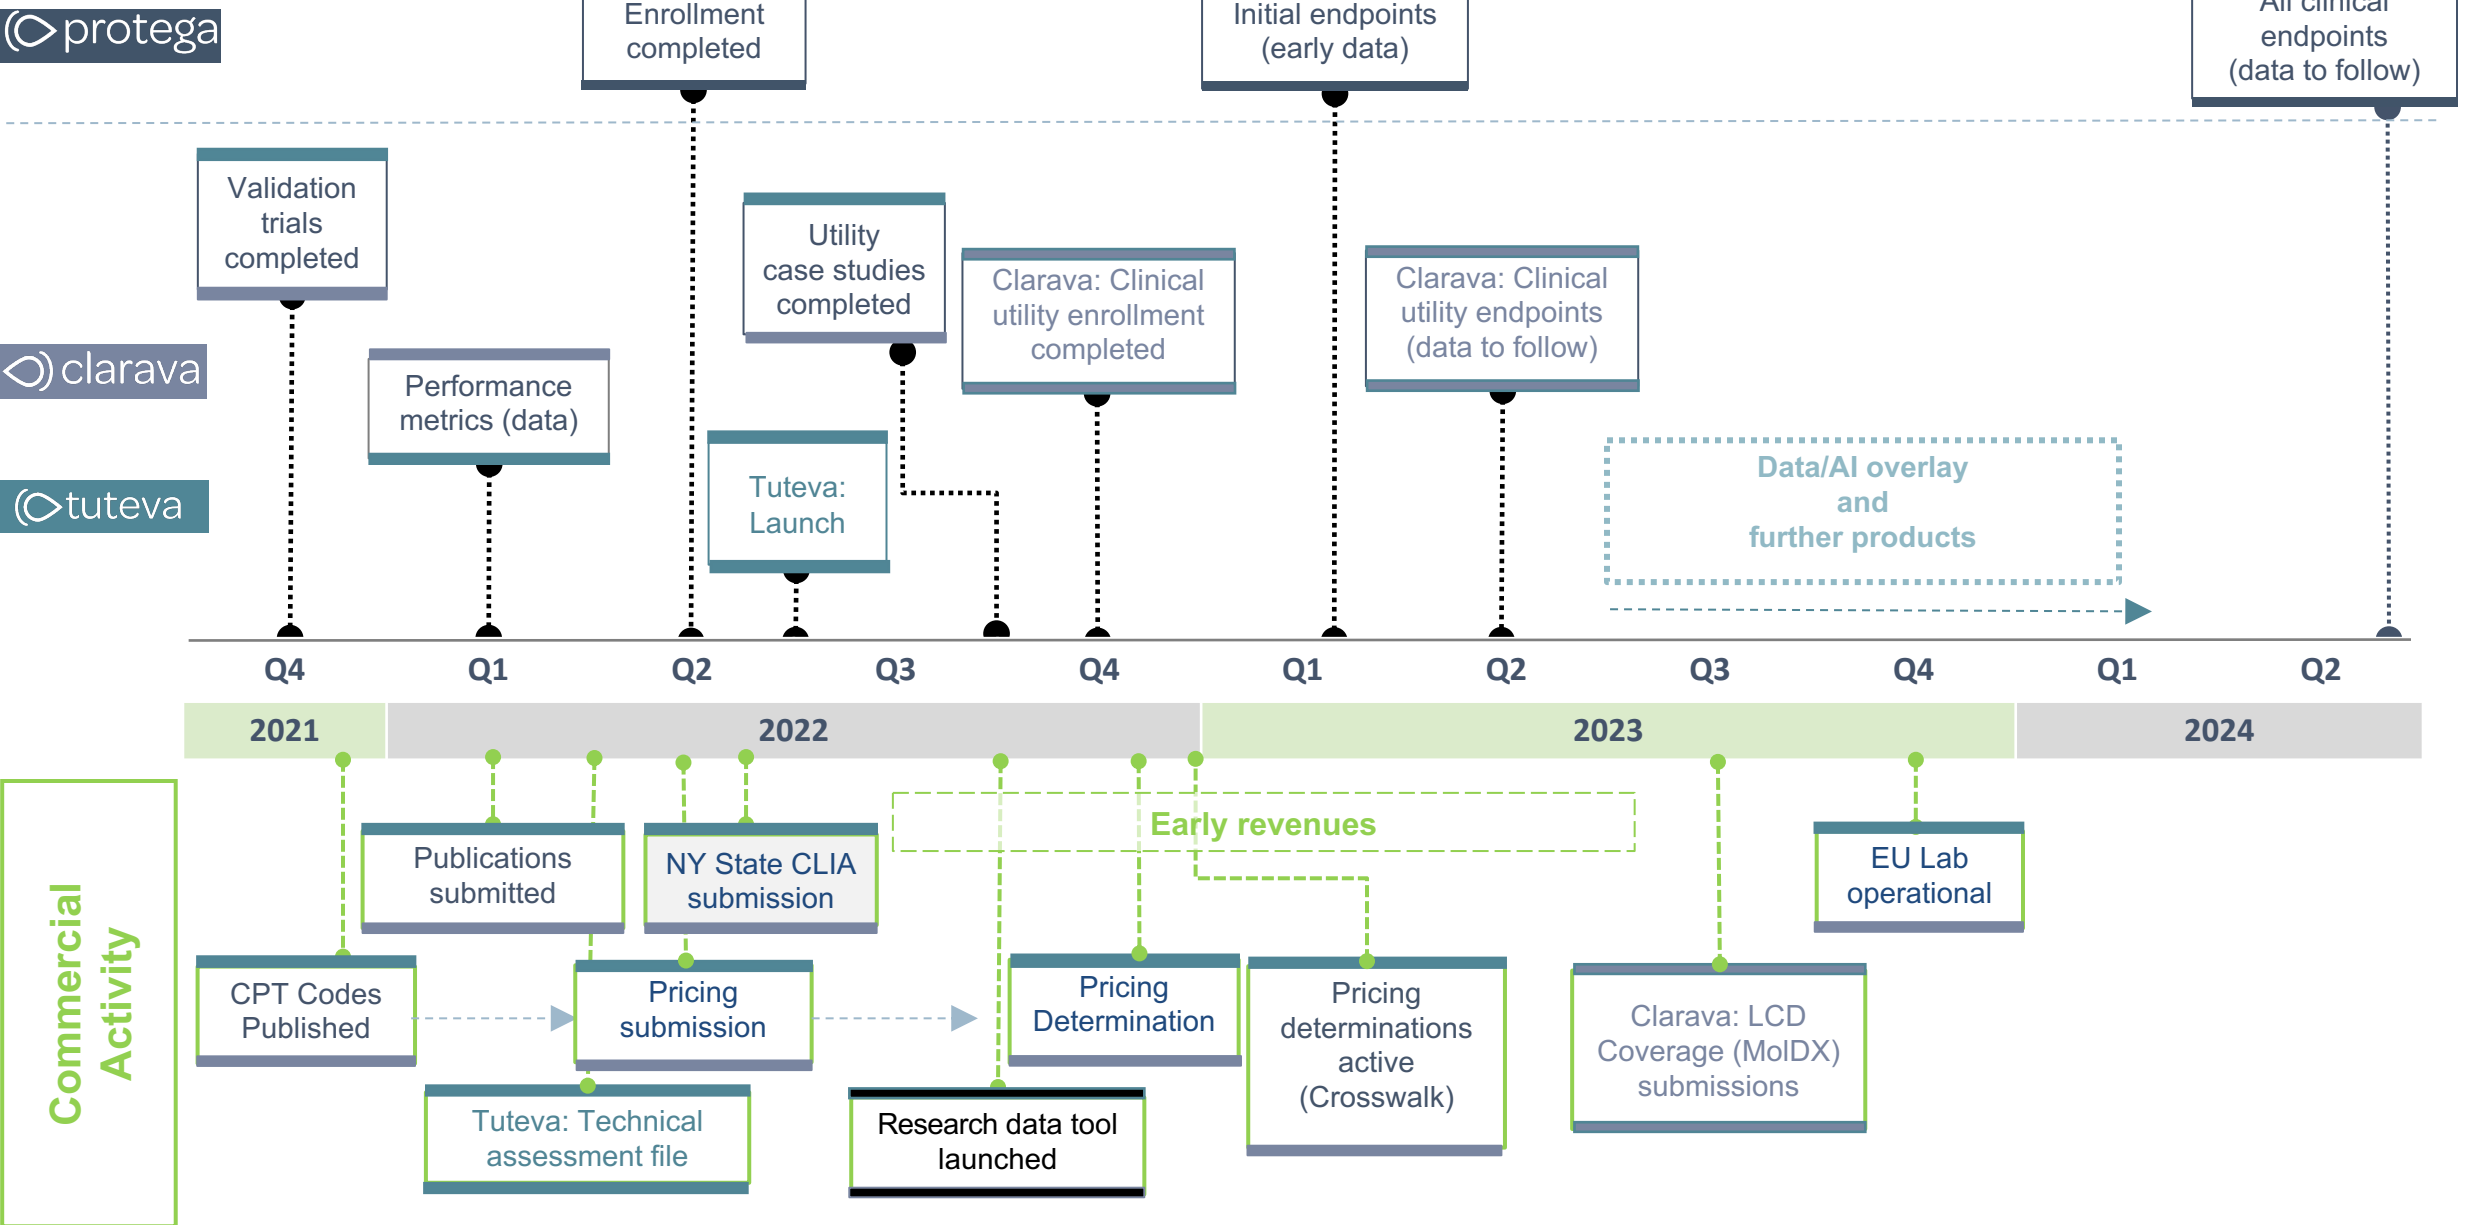 protega
Enrollment
completed
Initial endpoints
(early data)
All clinical
endpoints
(data to follow)
Validation
trials
completed
Utility
case studies
completed
Clarava: Clinical
utility enrollment
completed
Clarava: Clinical
utility endpoints
(data to follow)
clarava
Performance
metrics (data)
tuteva
Tuteva:
Launch
Data/AI overlay
and
further products
Q4 Q1 Q2 Q3 Q4 Q1 Q2 Q3 Q4 Q1 Q2
2021 2022 2023 2024
Commercial
Activity
Early revenues
Publications
submitted
NY State CLIA
submission
EU Lab
operational
CPT Codes
Published
Pricing
submission
Pricing
Determination
Pricing
determinations
active
(Crosswalk)
Clarava: LCD
Coverage (MolDX)
submissions
Tuteva: Technical
assessment file
Research data tool
launched